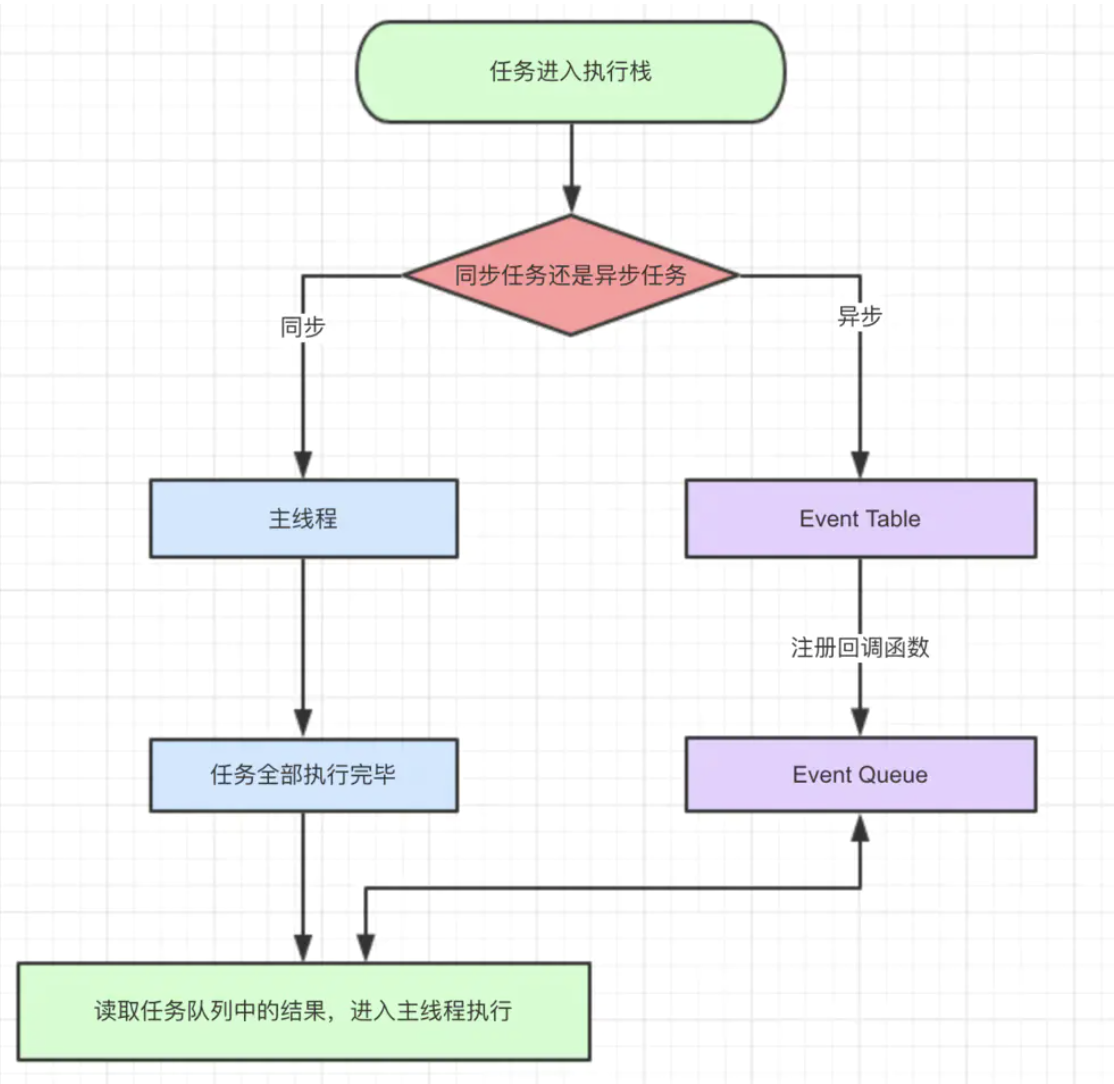 任务进入执行栈
同步任务还是异步任务
同步
异步
主线程
Event Table
注册回调函数
任务全部执行完毕
Event Queue
读取任务队列中的结果，进入主线程执行